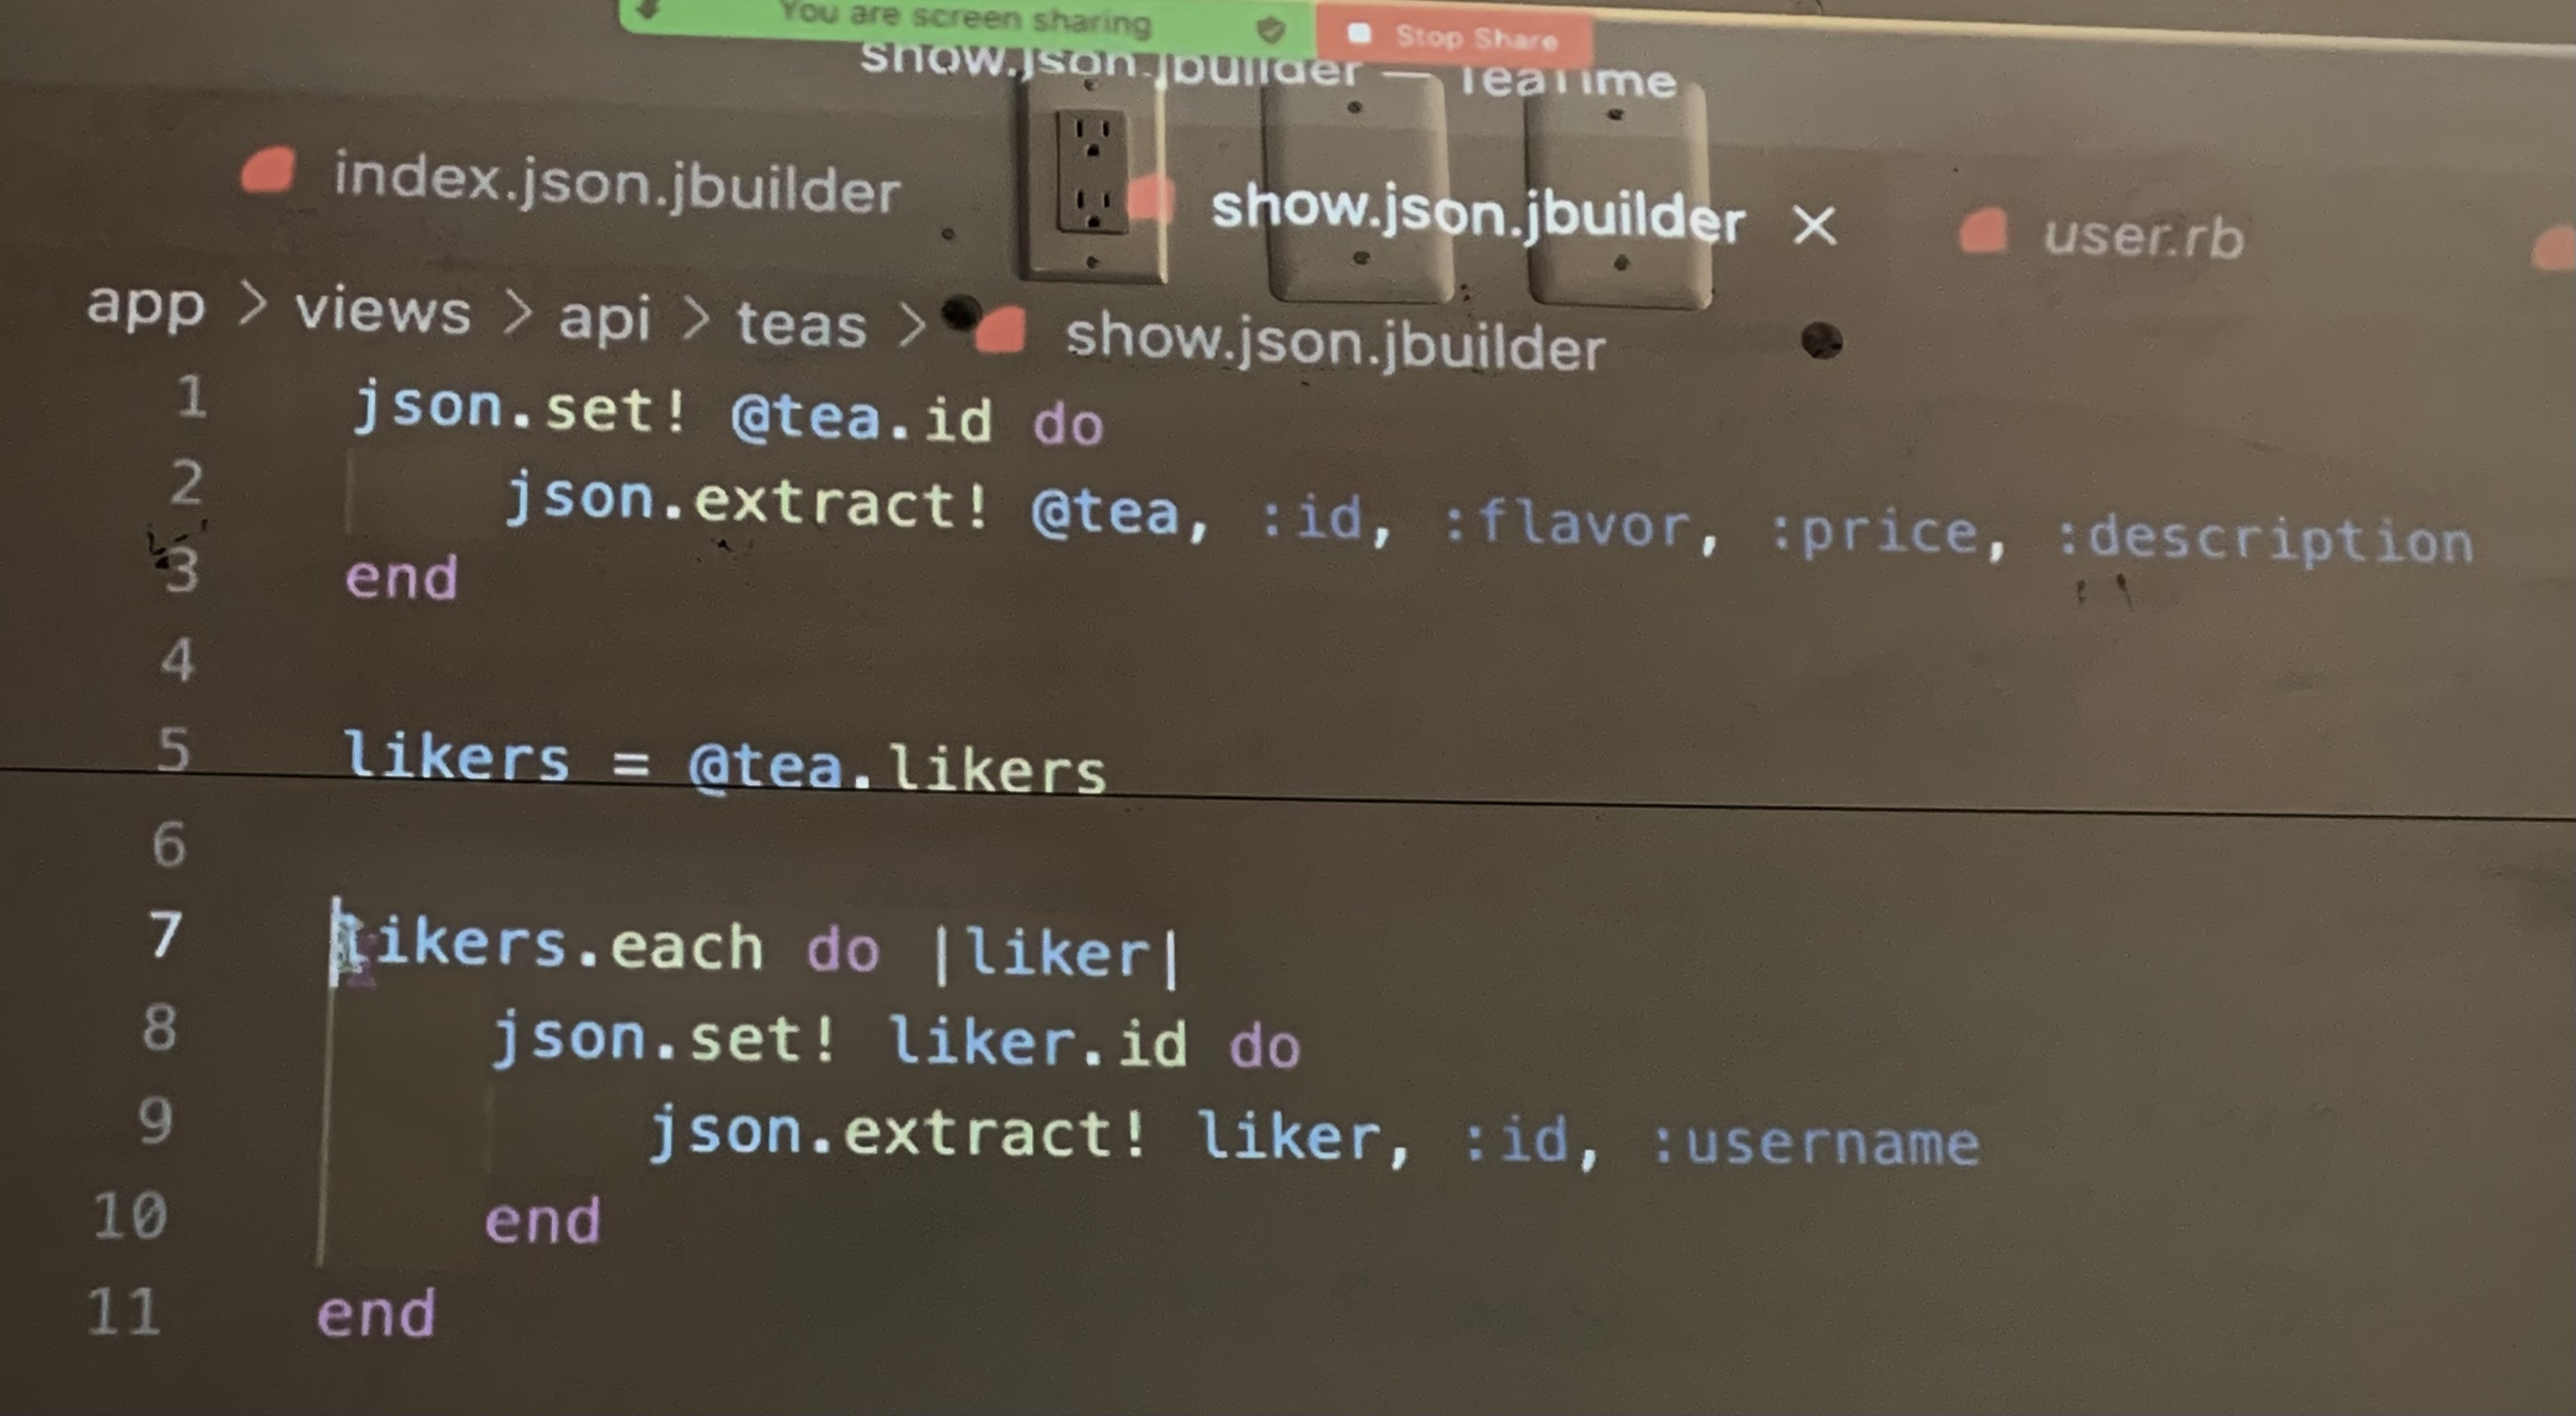 You are screen sharing Stop Share
show.json.jbuilder — TeaTime
index.json.jbuilder show.json.jbuilder × user.rb
app > views > api > teas > show.json.jbuilder
1 json.set! @tea.id do
2 json.extract! @tea, :id, :flavor, :price, :description
3 end
4
5 likers = @tea.likers
6
7 likers.each do |liker|
8 json.set! liker.id do
9 json.extract! liker, :id, :username
10 end
11 end